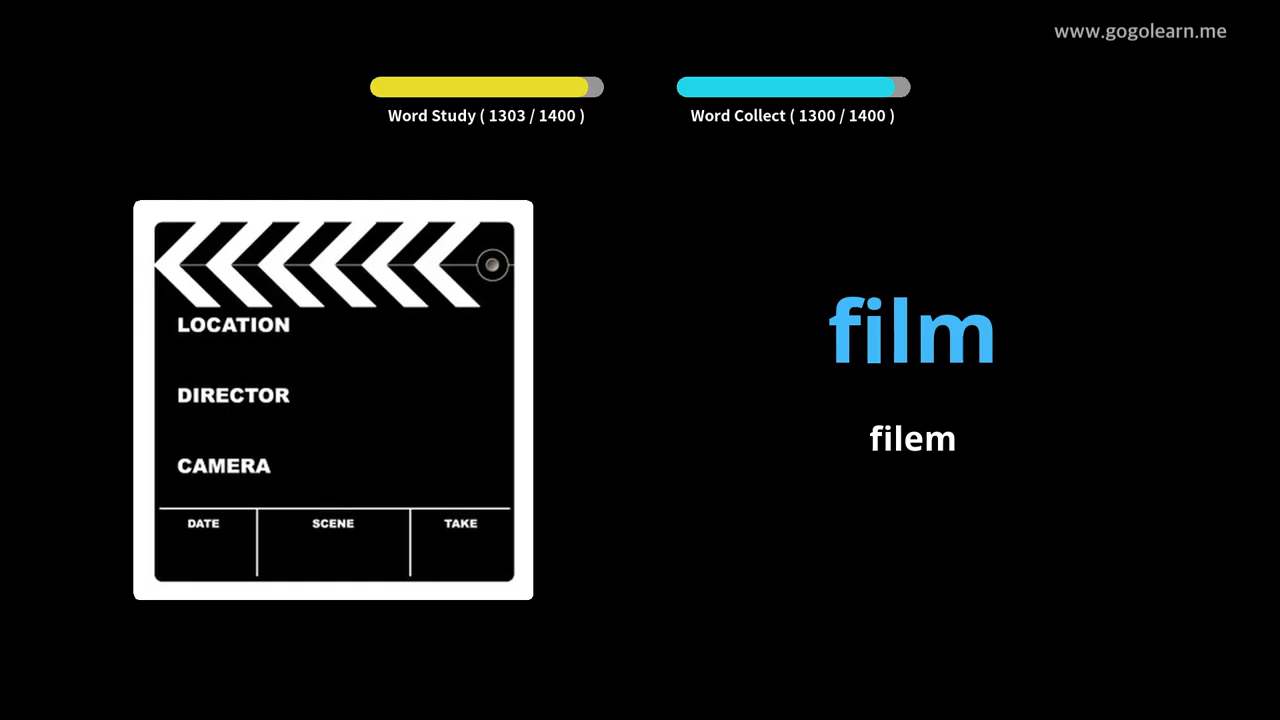 www.gogolearn.me
Word Study ( 1303 / 1400 )
Word Collect ( 1300 / 1400 )
LOCATION
DIRECTOR
CAMERA
DATE
SCENE
TAKE
film
filem